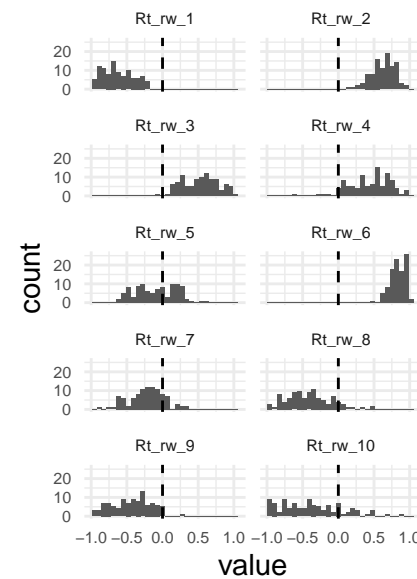 Rt_rw_1 Rt_rw_2
20
10
0
Rt_rw_3 Rt_rw_4
20
10
0
Rt_rw_5 Rt_rw_6
20
10
0
Rt_rw_7 Rt_rw_8
20
10
0
Rt_rw_9 Rt_rw_10
20
10
0
−1.0 −0.5 0.0 0.5 1.0 −1.0 −0.5 0.0 0.5 1.0
count
value